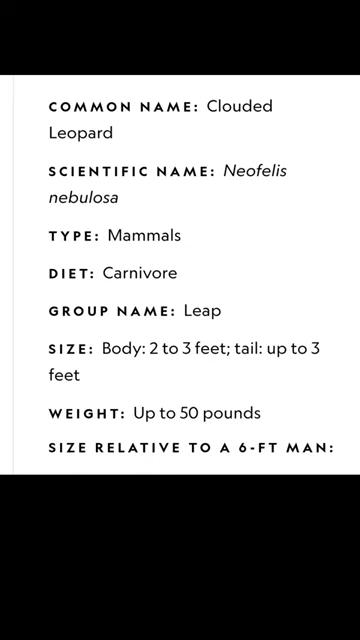 COMMON NAME: Clouded
Leopard
SCIENTIFIC NAME: Neofelis
nebulosa
TYPE: Mammals
DIET: Carnivore
GROUP NAME: Leap
SIZE: Body: 2 to 3 feet; tail: up to 3
feet
WEIGHT: Up to 50 pounds
SIZE RELATIVE TO A 6-FT MAN: